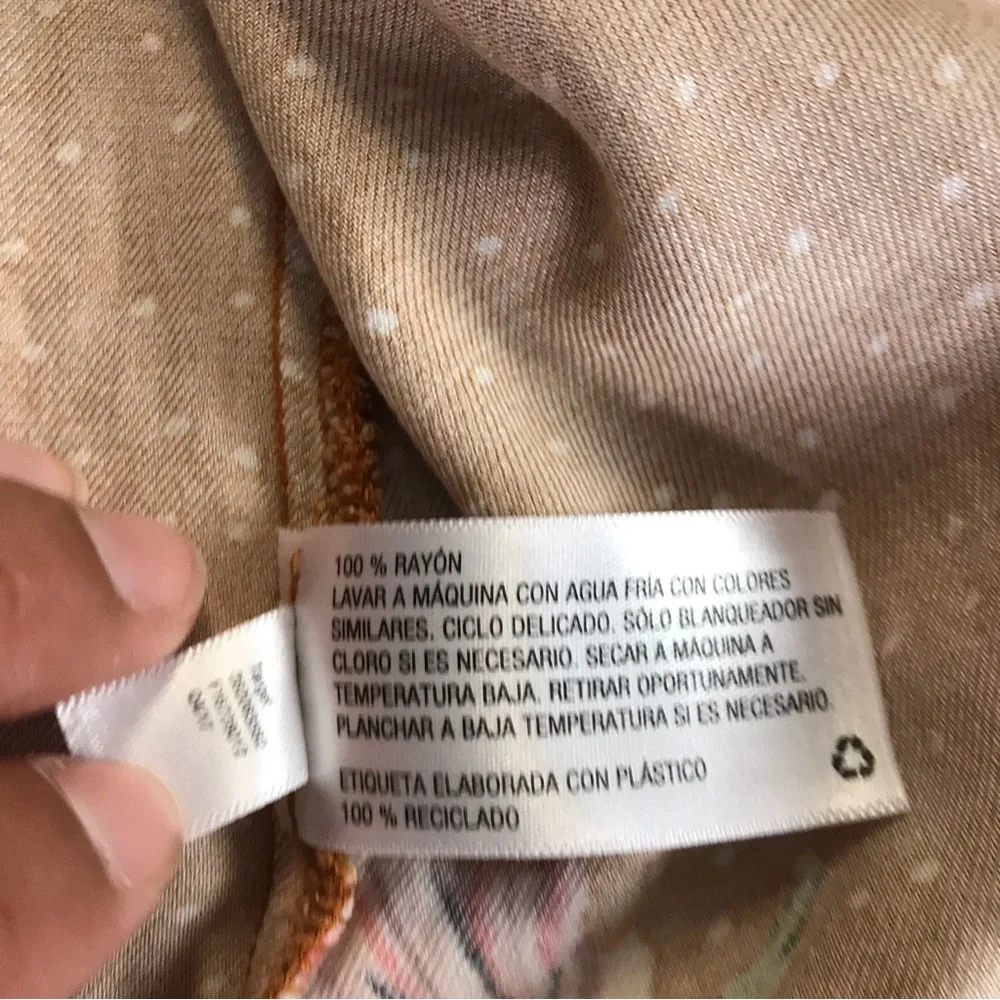 100 % RAYÓN
LAVAR A MÁQUINA CON AGUA FRÍA CON COLORES
SIMILARES. CICLO DELICADO. SÓLO BLANQUEADOR SIN
CLORO SI ES NECESARIO. SECAR A MÁQUINA A
TEMPERATURA BAJA. RETIRAR OPORTUNAMENTE.
PLANCHAR A BAJA TEMPERATURA SI ES NECESARIO.
ETIQUETA ELABORADA CON PLÁSTICO
100 % RECICLADO